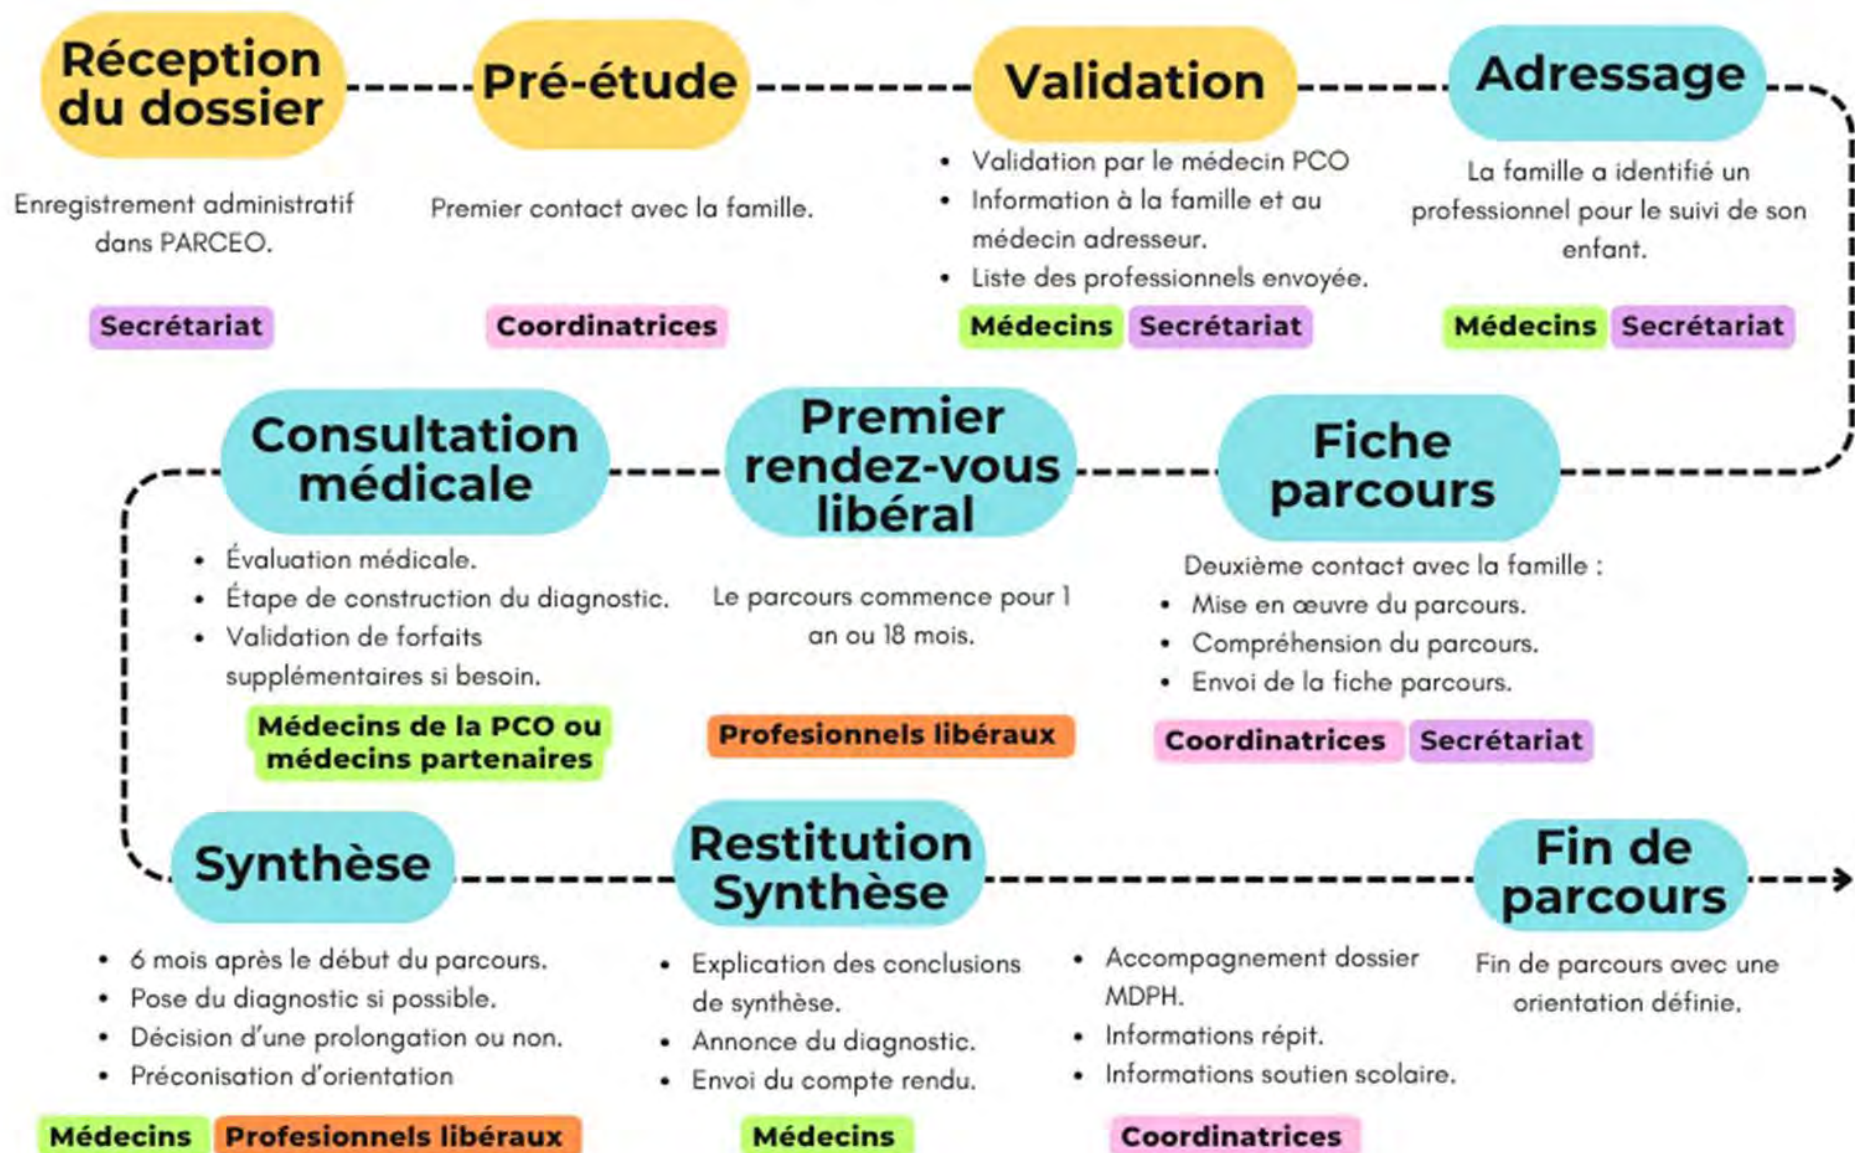 Réception
du dossier
Enregistrement administratif
dans PARCEO.
Secrétariat
Pré-étude
Premier contact avec la famille.
Coordinatrices
Validation
• Validation par le médecin PCO
• Information à la famille et au
médecin adresseur.
• Liste des professionnels envoyée.
Médecins Secrétariat
Adressage
La famille a identifié un
professionnel pour le suivi de son
enfant.
Médecins Secrétariat
Fiche
parcours
Deuxième contact avec la famille :
• Mise en œuvre du parcours.
• Compréhension du parcours.
• Envoi de la fiche parcours.
Coordinatrices Secrétariat
Premier
rendez-vous
libéral
Le parcours commence pour 1
an ou 18 mois.
Profesionnels libéraux
Consultation
médicale
• Évaluation médicale.
• Étape de construction du diagnostic.
• Validation de forfaits
supplémentaires si besoin.
Médecins de la PCO ou
médecins partenaires
Synthèse
• 6 mois après le début du parcours.
• Pose du diagnostic si possible.
• Décision d'une prolongation ou non.
• Préconisation d'orientation
Médecins Profesionnels libéraux
Restitution
Synthèse
• Explication des conclusions
de synthèse.
• Annonce du diagnostic.
• Envoi du compte rendu.
Médecins
• Accompagnement dossier
MDPH.
• Informations répit.
• Informations soutien scolaire.
Coordinatrices
Fin de
parcours
Fin de parcours avec une
orientation définie.